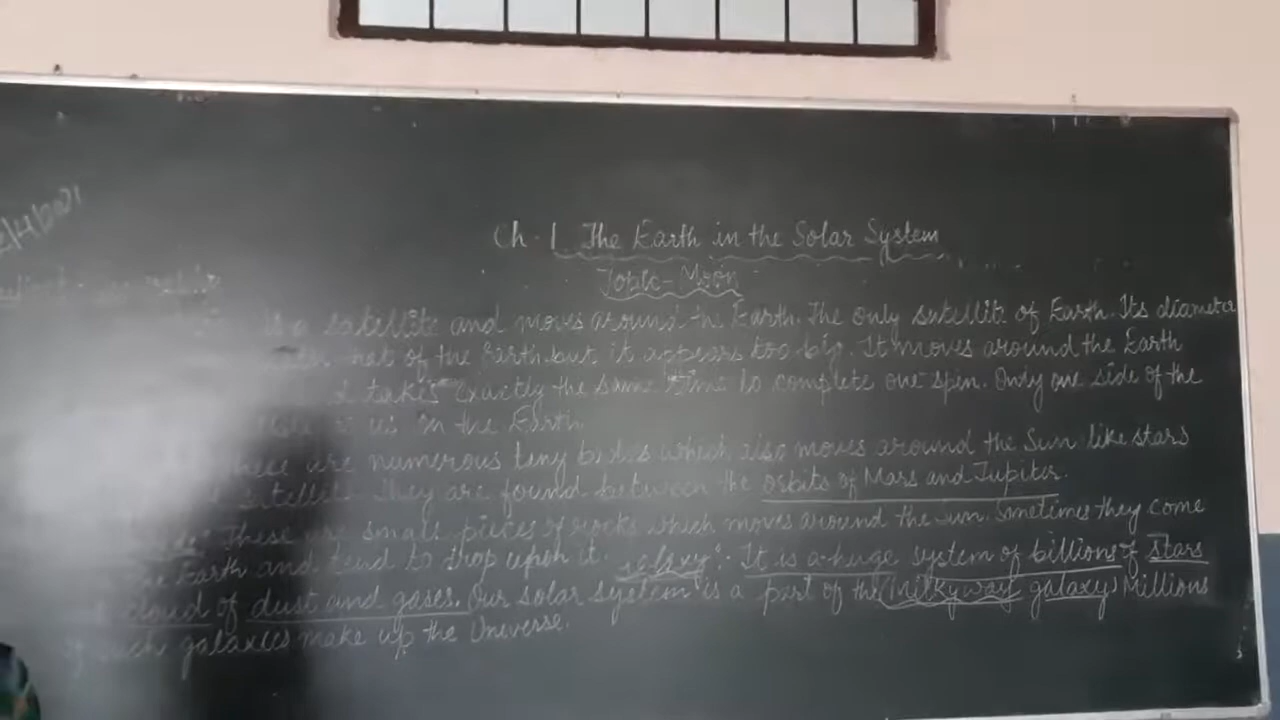 Ch-1 The Earth in the Solar System
Topic-Moon
is a satellite and moves around the Earth. The only satellite of Earth. Its diameter
of the Earth but it appears too big. It moves around the Earth
takes exactly the same time to complete one spin. Only one side of the
us on the Earth.
are numerous tiny bodies which also moves around the Sun like stars
They are found between the orbits of Mars and Jupiter.
These are small pieces of rocks which moves around the sun. Sometimes they come
Earth and tend to drop upon it. galaxy: It is a huge system of billions of stars
cloud of dust and gases. Our solar system is a part of the milkyway galaxy Millions
of such galaxies make up the Universe.